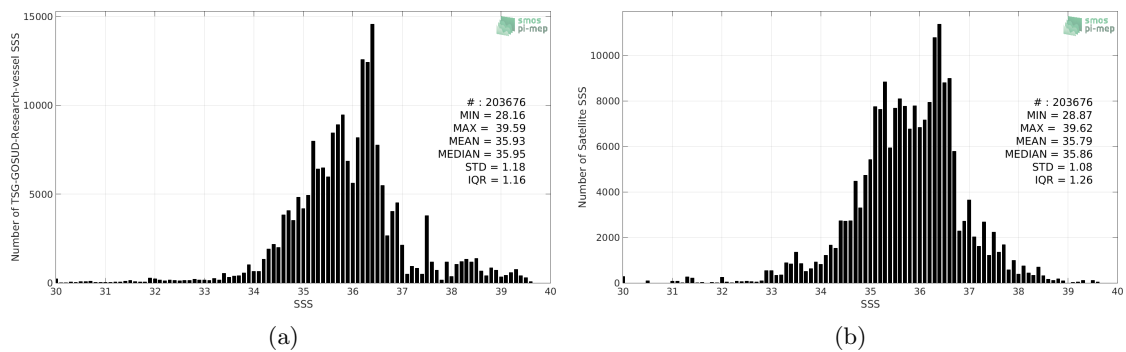 Number of TSG-GOSUD-Research-vessel SSS
15000
10000
5000
0
30 31 32 33 34 35 36 37 38 39 40
SSS
smos
pi-mep
# : 203676
MIN = 28.16
MAX = 39.59
MEAN = 35.93
MEDIAN = 35.95
STD = 1.18
IQR = 1.16
(a)
Number of Satellite SSS
10000
8000
6000
4000
2000
0
30 31 32 33 34 35 36 37 38 39 40
SSS
smos
pi-mep
# : 203676
MIN = 28.87
MAX = 39.62
MEAN = 35.79
MEDIAN = 35.86
STD = 1.08
IQR = 1.26
(b)